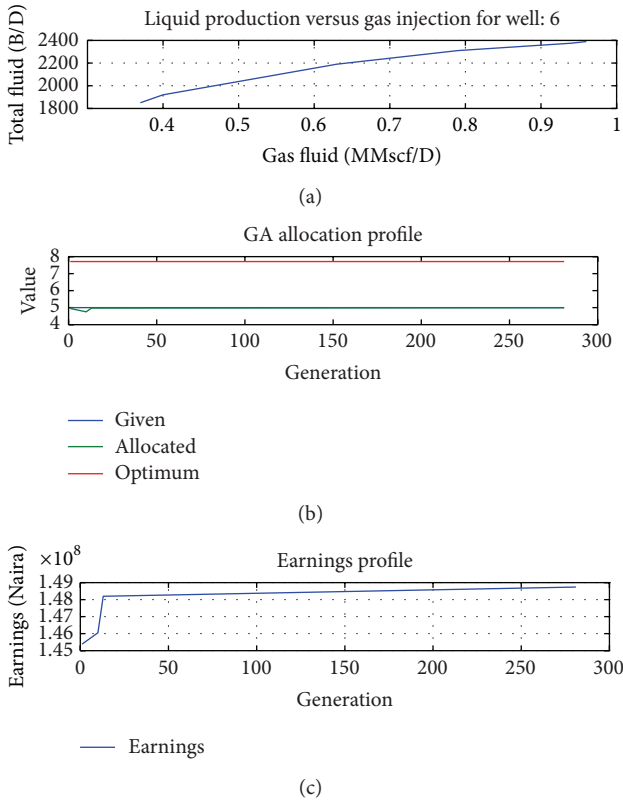 Liquid production versus gas injection for well: 6
Total fluid (B/D)
2400
2200
2000
1800
0.4 0.5 0.6 0.7 0.8 0.9 1
Gas fluid (MMscf/D)
(a)
GA allocation profile
Value
8
7
6
5
4
0 50 100 150 200 250 300
Generation
Given
Allocated
Optimum
(b)
Earnings profile
×10⁸
Earnings (Naira)
1.49
1.48
1.47
1.46
1.45
0 50 100 150 200 250 300
Generation
Earnings
(c)